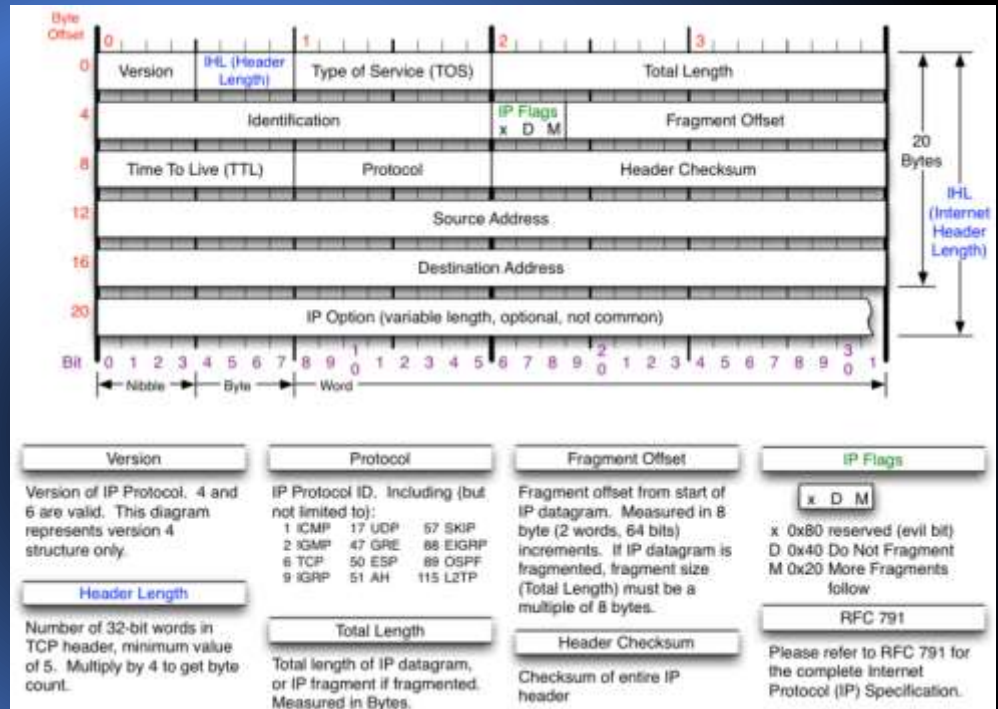 Byte
Offset
0 1 2 3
0 Version IHL (Header Length) Type of Service (TOS) Total Length
4 Identification IP Flags x D M Fragment Offset
8 Time To Live (TTL) Protocol Header Checksum
12 Source Address
16 Destination Address
20 IP Option (variable length, optional, not common)
20
Bytes
IHL
(Internet
Header
Length)
Bit 0 1 2 3 4 5 6 7 8 9 10 1 2 3 4 5 6 7 8 9 20 1 2 3 4 5 6 7 8 9 30 1
Nibble Byte Word
Version
Version of IP Protocol. 4 and
6 are valid. This diagram
represents version 4
structure only.
Header Length
Number of 32-bit words in
TCP header, minimum value
of 5. Multiply by 4 to get byte
count.
Protocol
IP Protocol ID. Including (but
not limited to):
1 ICMP 17 UDP 57 SKIP
2 IGMP 47 GRE 88 EIGRP
6 TCP 50 ESP 89 OSPF
9 IGRP 51 AH 115 L2TP
Total Length
Total length of IP datagram,
or IP fragment if fragmented.
Measured in Bytes.
Fragment Offset
Fragment offset from start of
IP datagram. Measured in 8
byte (2 words, 64 bits)
increments. If IP datagram is
fragmented, fragment size
(Total Length) must be a
multiple of 8 bytes.
Header Checksum
Checksum of entire IP
header
IP Flags
x D M
x 0x80 reserved (evil bit)
D 0x40 Do Not Fragment
M 0x20 More Fragments
follow
RFC 791
Please refer to RFC 791 for
the complete Internet
Protocol (IP) Specification.